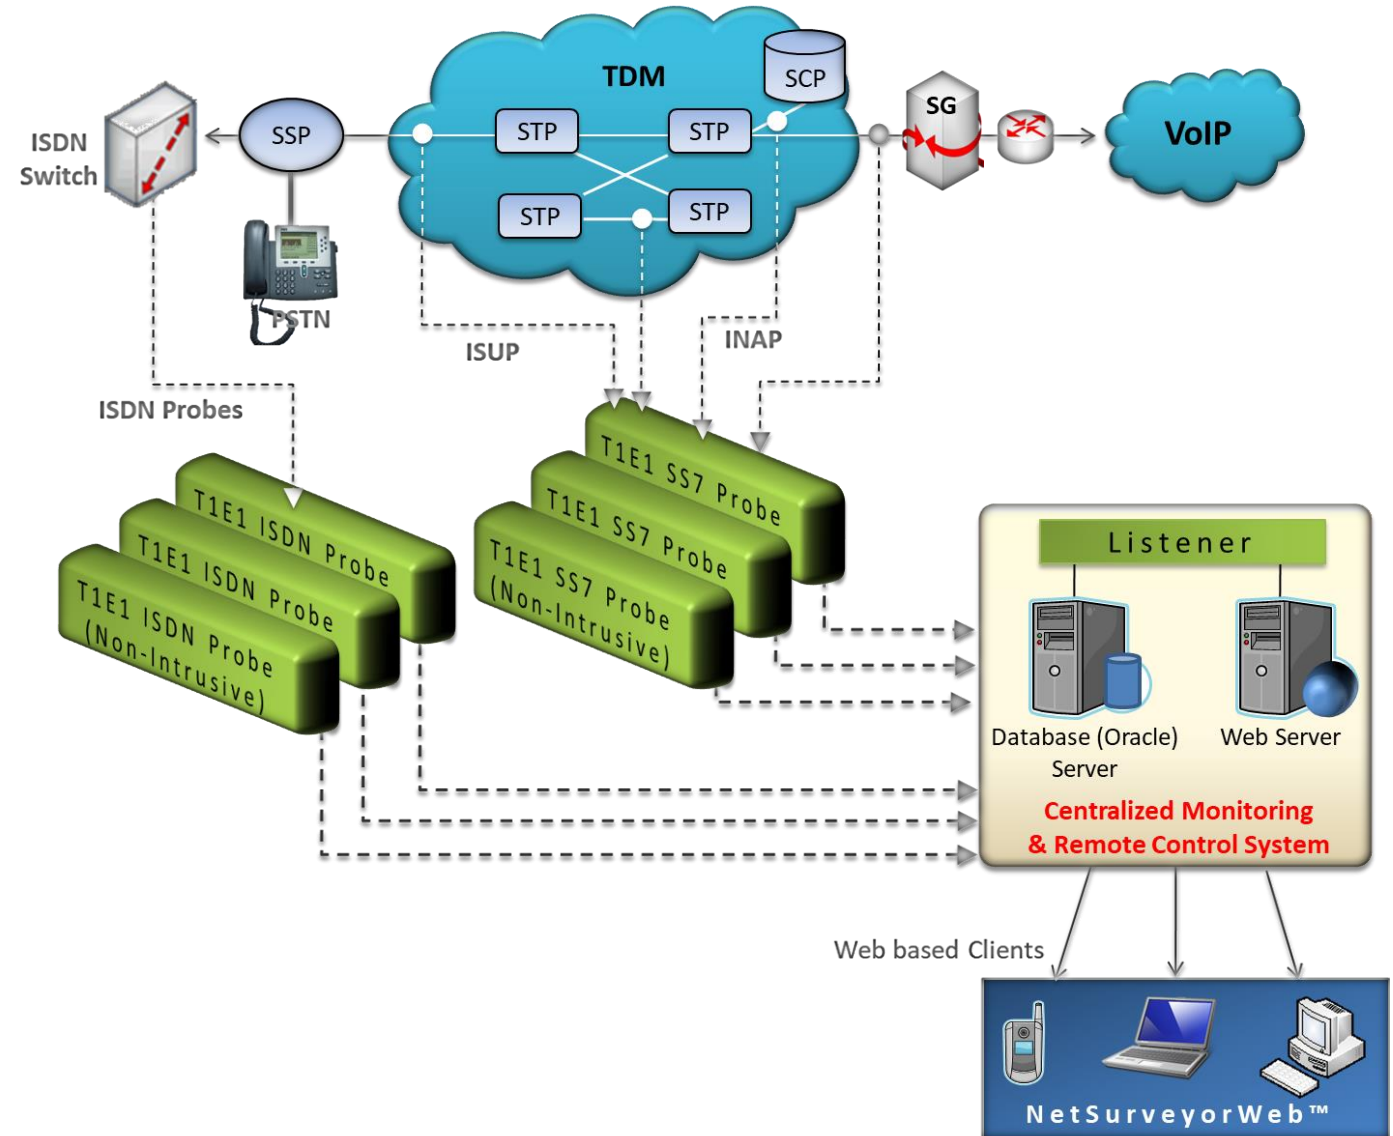 TDM
SCP
SG
STP
STP
SSP
VoIP
ISDN
Switch
STP
STP
PSTN
INAP
ISUP
ISDN Probes
T1E1 SS7 Probe
T1E1 SS7 Probe
T1E1 SS7 Probe
(Non-Intrusive)
T1E1 ISDN Probe
T1E1 ISDN Probe
T1E1 ISDN Probe
(Non-Intrusive)
Listener
Database (Oracle)
Server
Web Server
Centralized Monitoring
& Remote Control System
Web based Clients
NetSurveyorWeb™